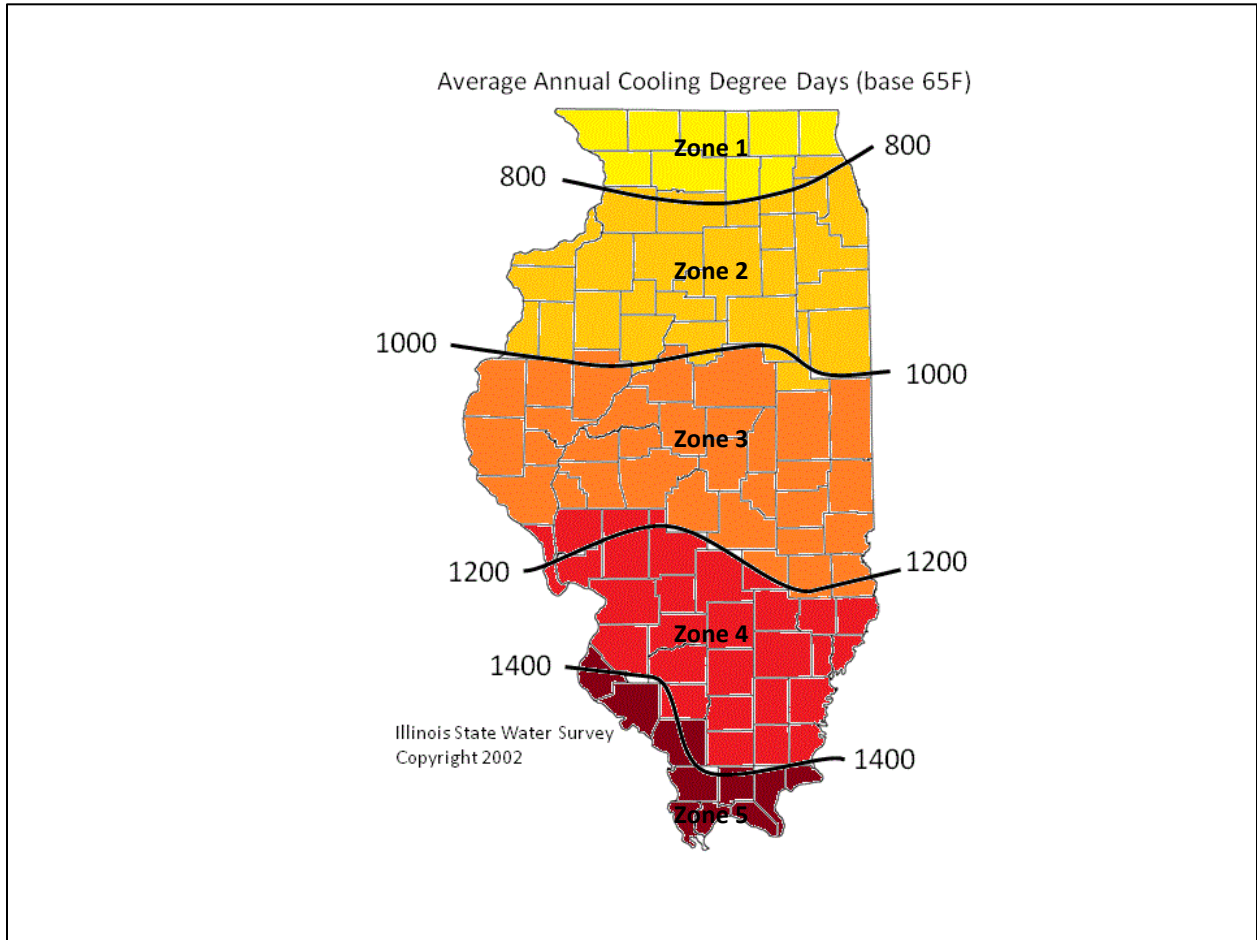 Average Annual Cooling Degree Days (base 65F)
Zone 1
800
800
Zone 2
1000
1000
Zone 3
1200
1200
Zone 4
1400
Illinois State Water Survey
Copyright 2002
1400
Zone 5